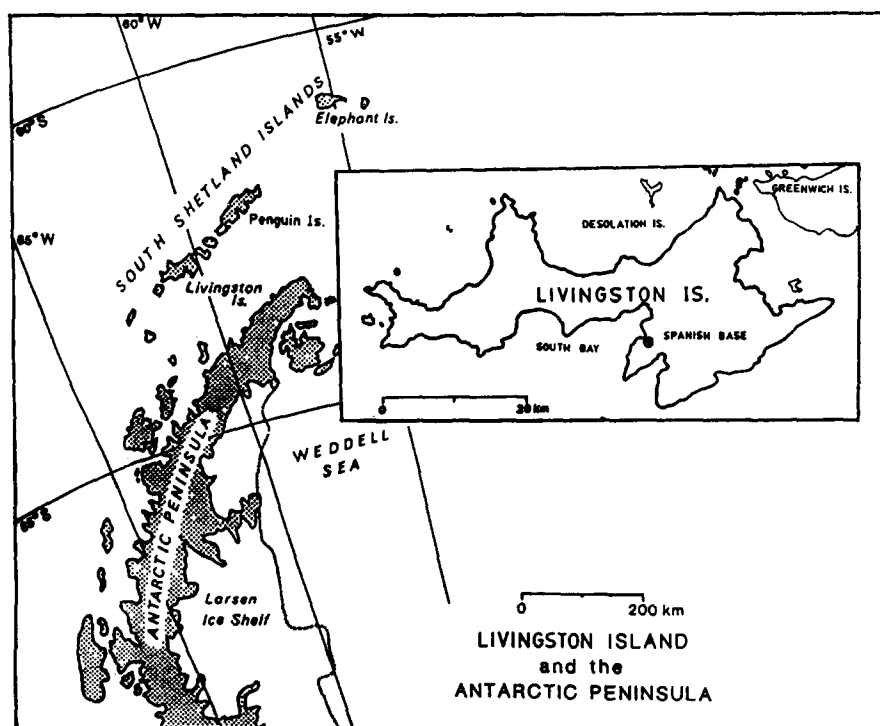 60° W
55° W
60° S
SOUTH SHETLAND ISLANDS
Elephant Is.
65° W
Penguin Is.
Livingston
Is.
GREENWICH IS.
DESOLATION IS.
LIVINGSTON IS.
SOUTH BAY
SPANISH BASE
0
20 km
WEDDELL
SEA
65° S
ANTARCTIC PENINSULA
Larsen
Ice Shelf
0 200 km
LIVINGSTON ISLAND
and the
ANTARCTIC PENINSULA